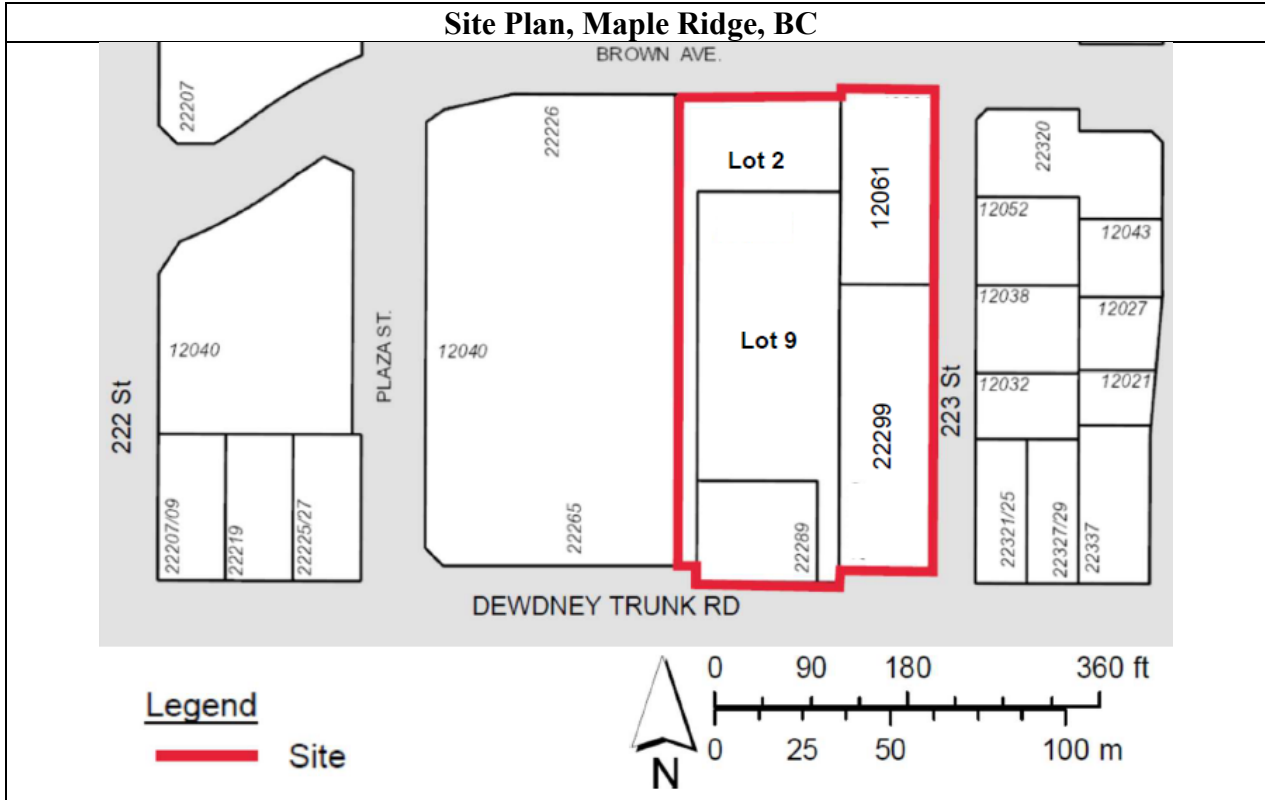 Site Plan, Maple Ridge, BC
BROWN AVE.
22207
22226
Lot 2
12061
22320
12052
12043
12040
PLAZA ST.
12040
Lot 9
12038
12027
222 St
223 St
12032
12021
22299
22207/09
22219
22225/27
22265
22289
22321/25
22327/29
22337
DEWDNEY TRUNK RD
Legend
Site
N
0 90 180 360 ft
0 25 50 100 m